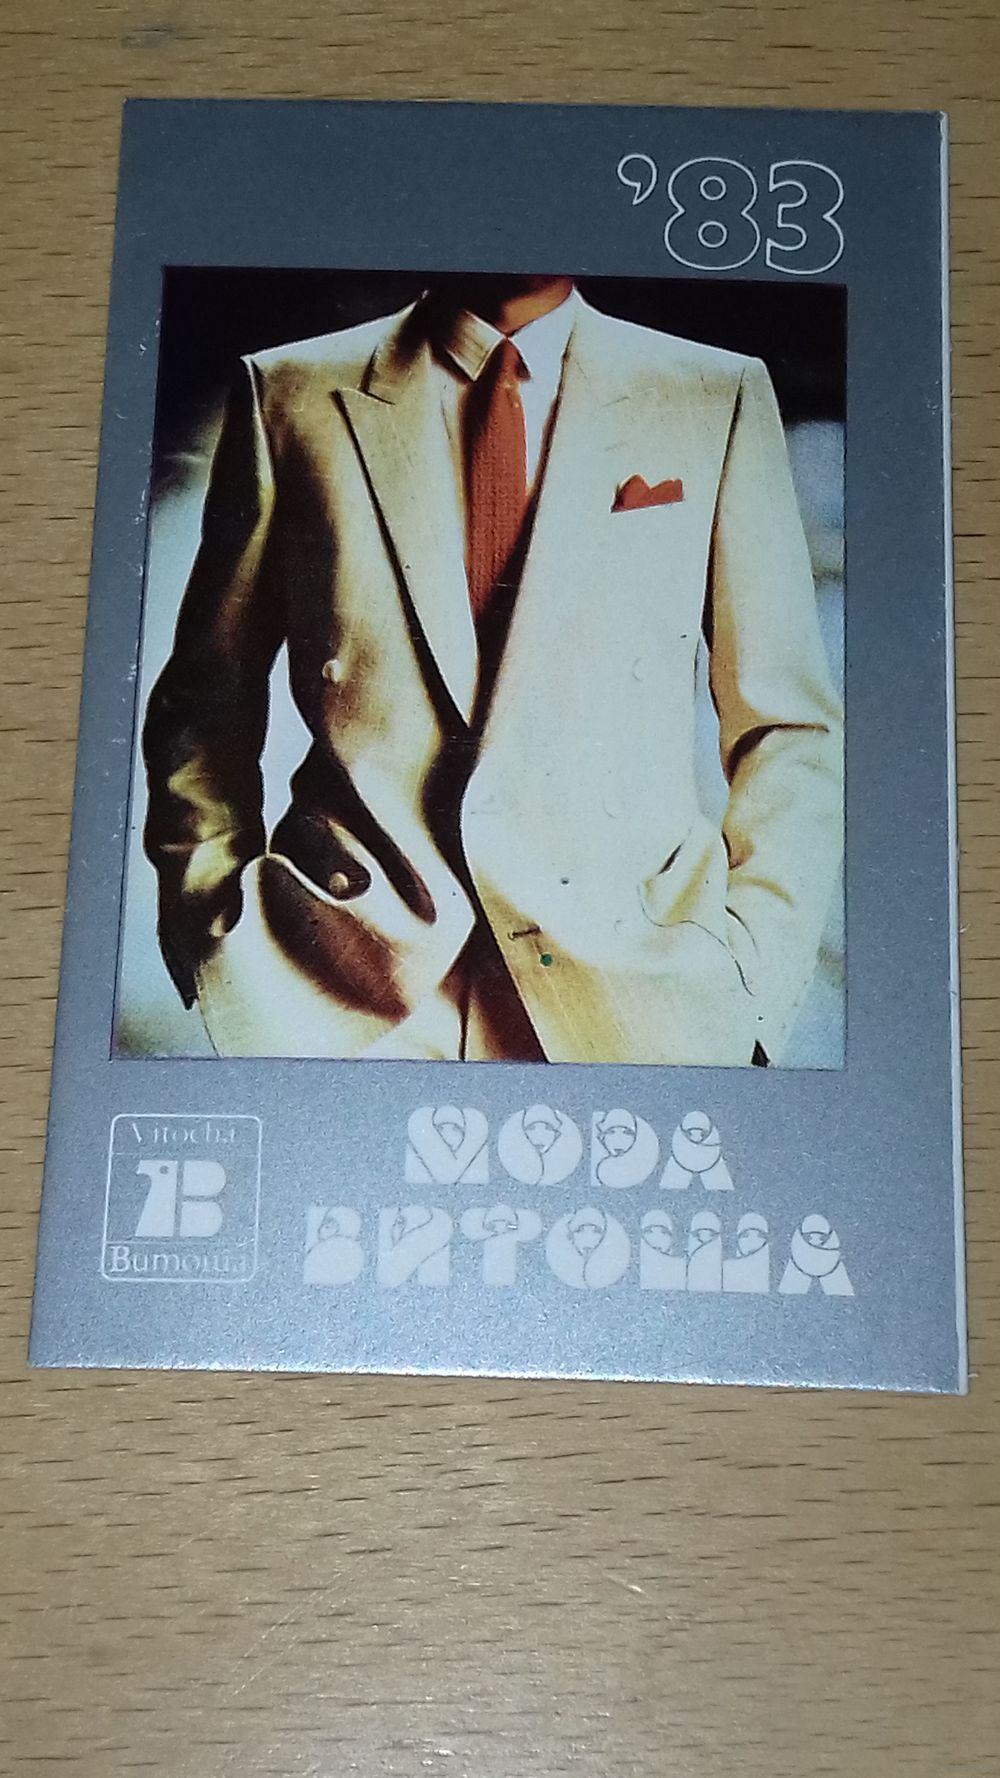 '83
Vitocha
B
Витоша
МОДА
ВИТОША